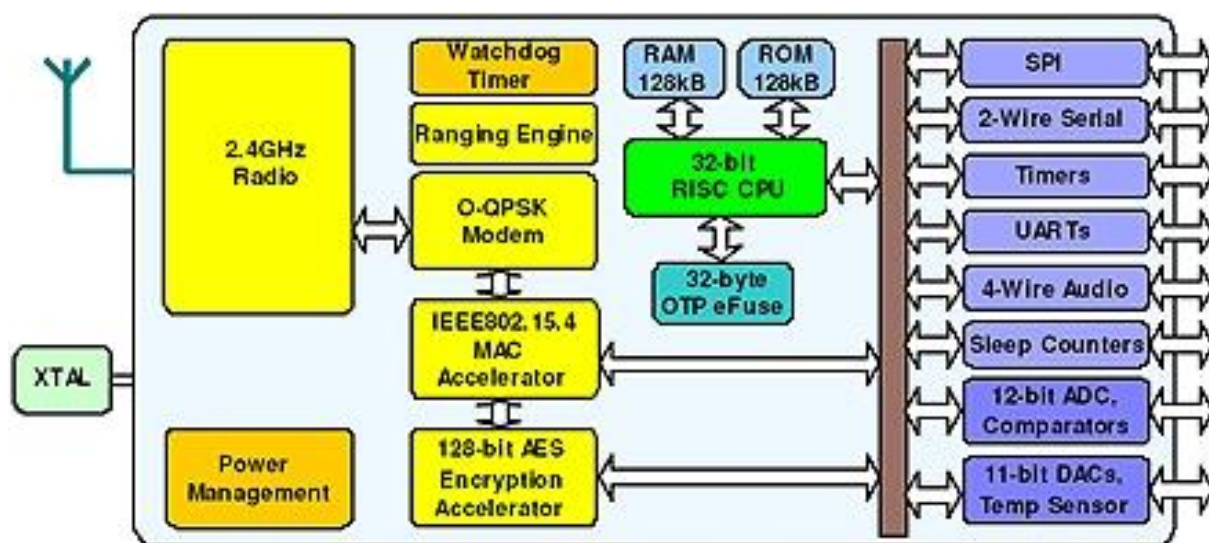 2.4GHz
Radio
Watchdog
Timer
Ranging Engine
O-QPSK
Modem
IEEE802.15.4
MAC
Accelerator
128-bit AES
Encryption
Accelerator
XTAL
Power
Management
RAM
128kB
ROM
128kB
32-bit
RISC CPU
32-byte
OTP eFuse
SPI
2-Wire Serial
Timers
UARTs
4-Wire Audio
Sleep Counters
12-bit ADC,
Comparators
11-bit DACs,
Temp Sensor